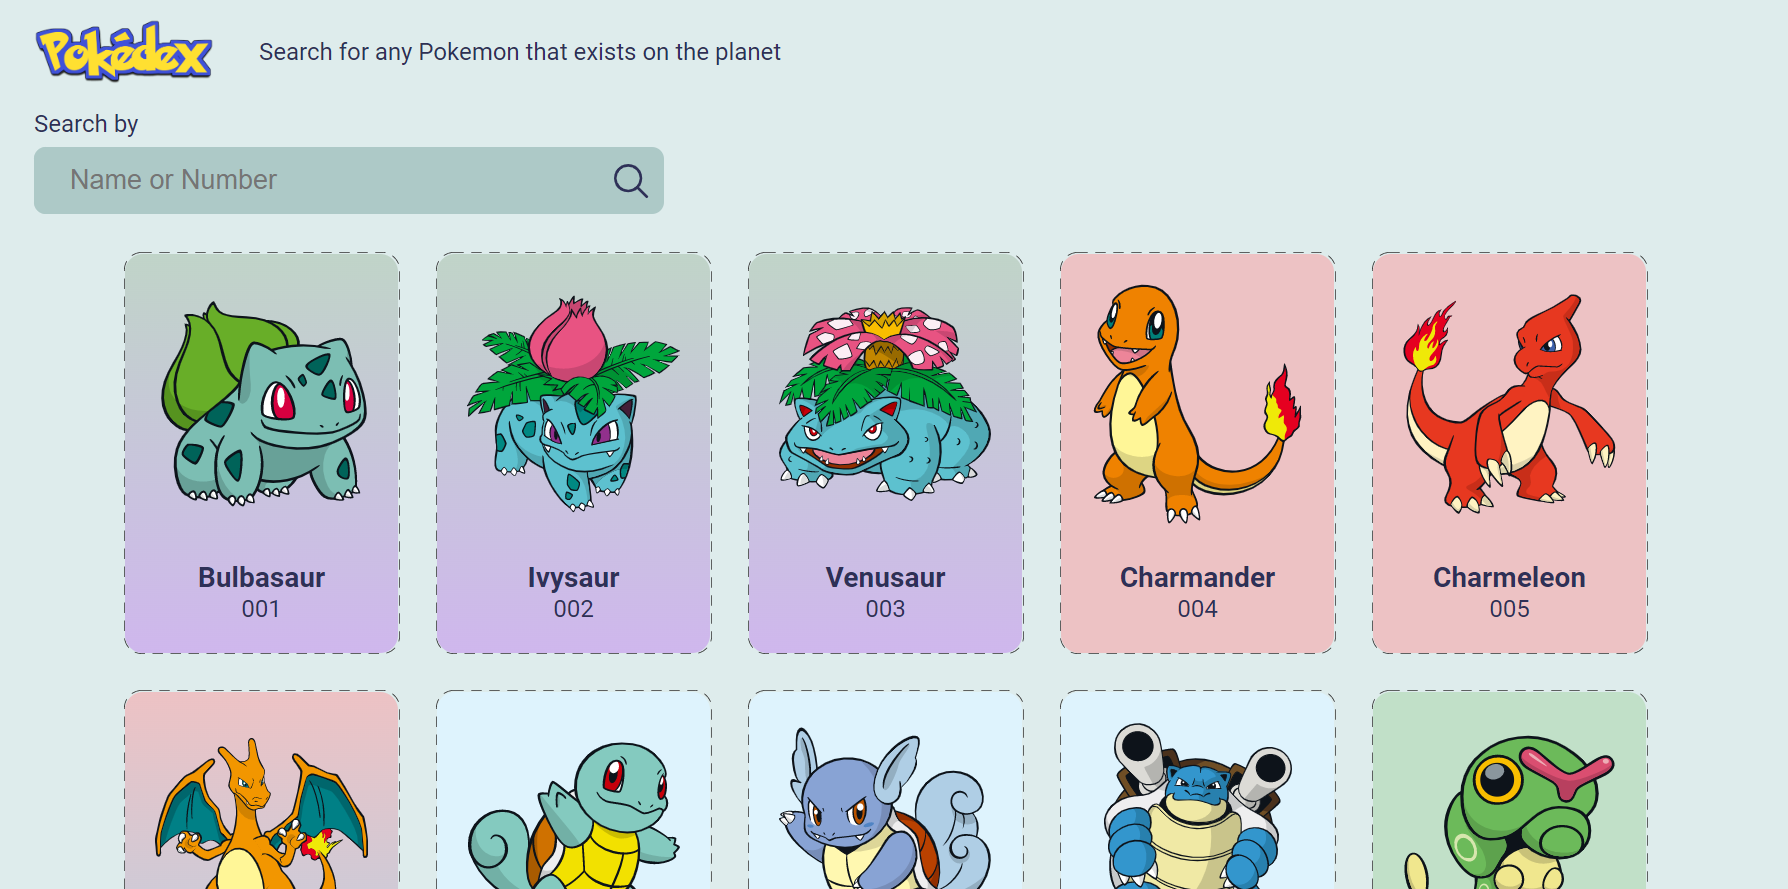 Pokédex
Search for any Pokemon that exists on the planet
Search by
Name or Number
Bulbasaur
001
Ivysaur
002
Venusaur
003
Charmander
004
Charmeleon
005